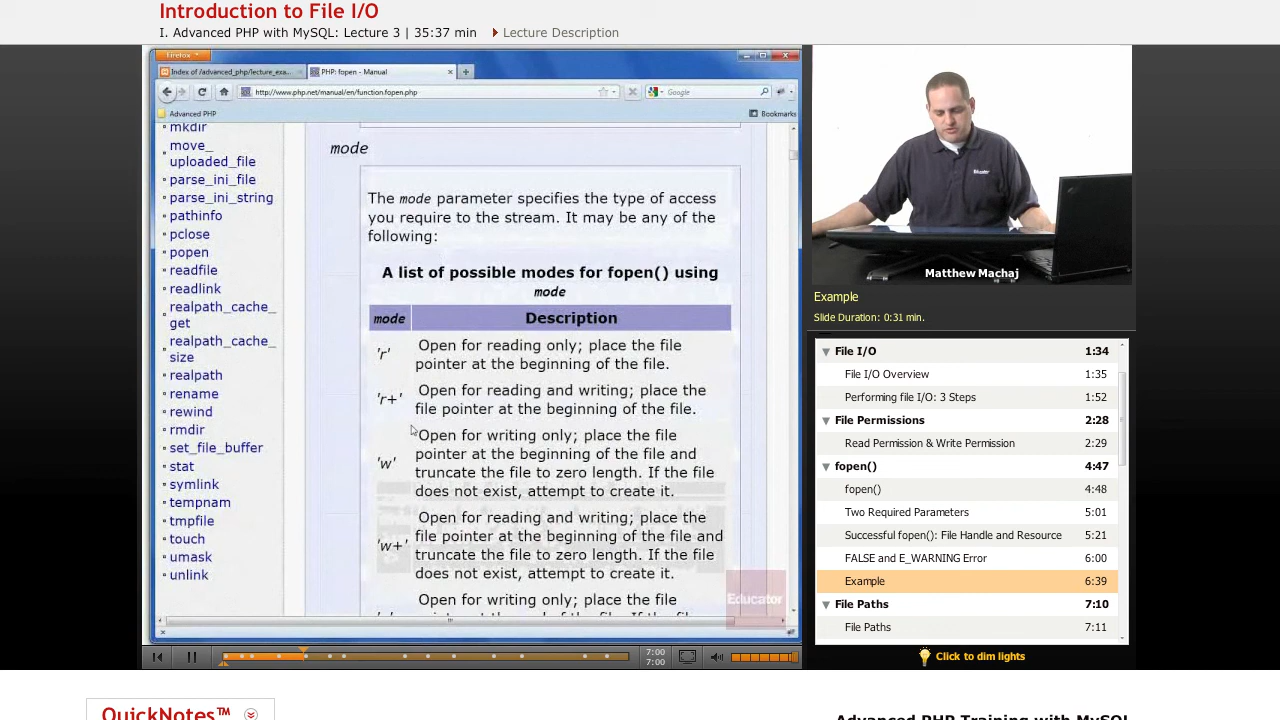 Introduction to File I/O
I. Advanced PHP with MySQL: Lecture 3 | 35:37 min
Lecture Description
Firefox
Index of /advanced_php/lecture_exa...
PHP: fopen - Manual
http://www.php.net/manual/en/function.fopen.php
Google
Advanced PHP
Bookmarks
mkdir
move_
uploaded_file
parse_ini_file
parse_ini_string
pathinfo
pclose
popen
readfile
readlink
realpath_cache_
get
realpath_cache_
size
realpath
rename
rewind
rmdir
set_file_buffer
stat
symlink
tempnam
tmpfile
touch
umask
unlink
mode
The mode parameter specifies the type of access
you require to the stream. It may be any of the
following:
A list of possible modes for fopen() using
mode
mode Description
'r' Open for reading only; place the file
pointer at the beginning of the file.
'r+' Open for reading and writing; place the
file pointer at the beginning of the file.
'w' Open for writing only; place the file
pointer at the beginning of the file and
truncate the file to zero length. If the file
does not exist, attempt to create it.
'w+' Open for reading and writing; place the
file pointer at the beginning of the file and
truncate the file to zero length. If the file
does not exist, attempt to create it.
Open for writing only; place the file
Educator
Educator
Matthew Machaj
Example
Slide Duration: 0:31 min.
File I/O 1:34
File I/O Overview 1:35
Performing file I/O: 3 Steps 1:52
File Permissions 2:28
Read Permission & Write Permission 2:29
fopen() 4:47
fopen() 4:48
Two Required Parameters 5:01
Successful fopen(): File Handle and Resource 5:21
FALSE and E_WARNING Error 6:00
Example 6:39
File Paths 7:10
File Paths 7:11
7:00
7:00
Click to dim lights
QuickNotes™
Advanced PHP Training with MySQL